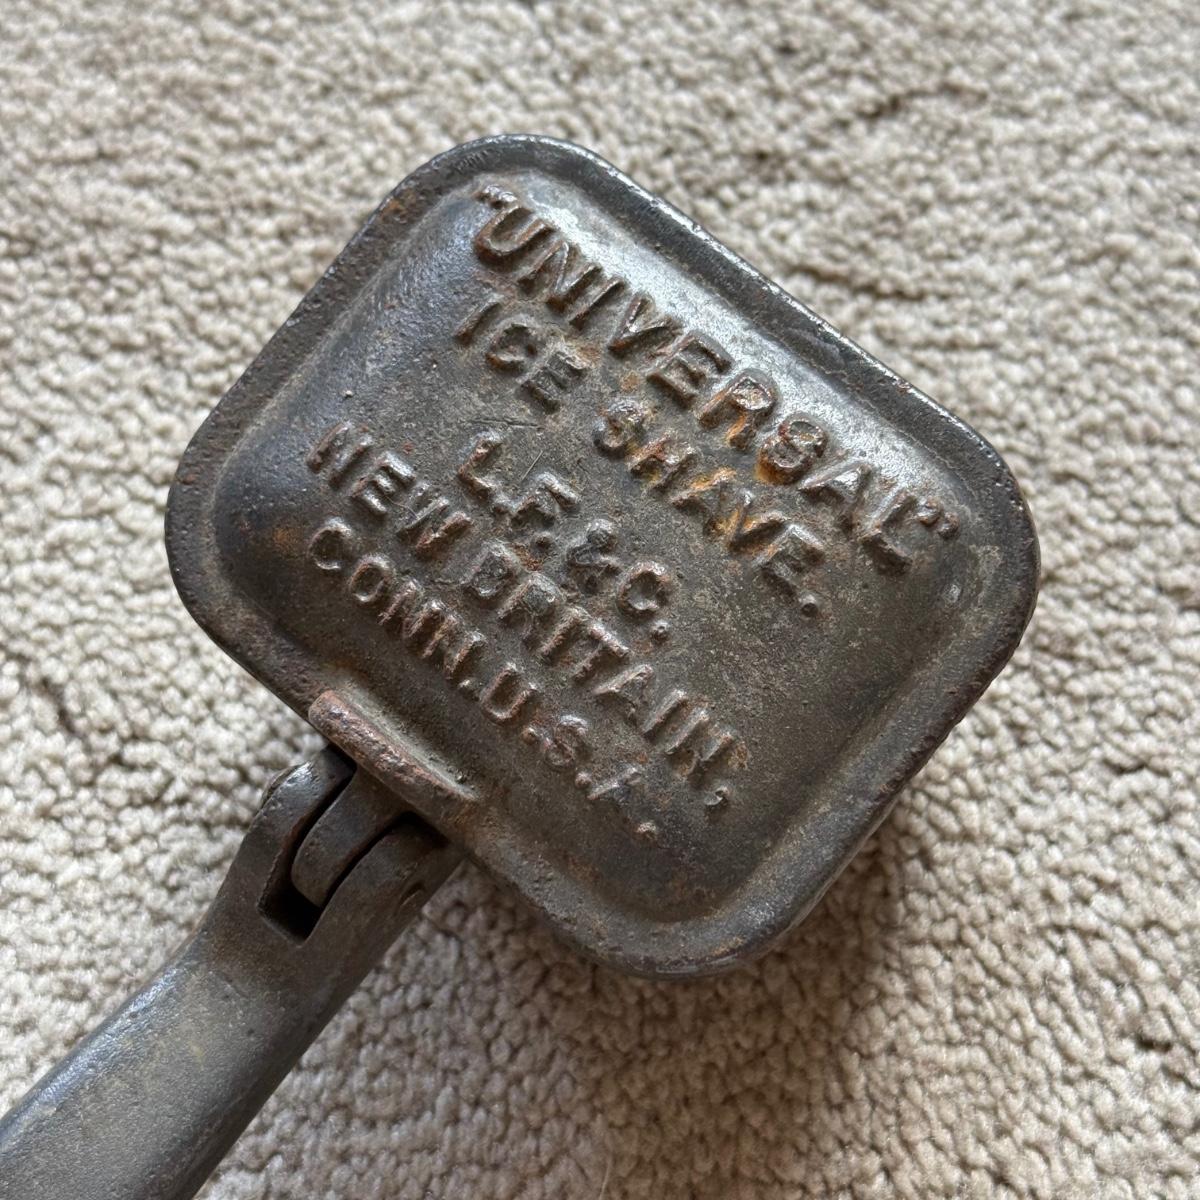 "UNIVERSAL"
ICE SHAVE.
L.F.&C.
NEW BRITAIN,
CONN.U.S.A.